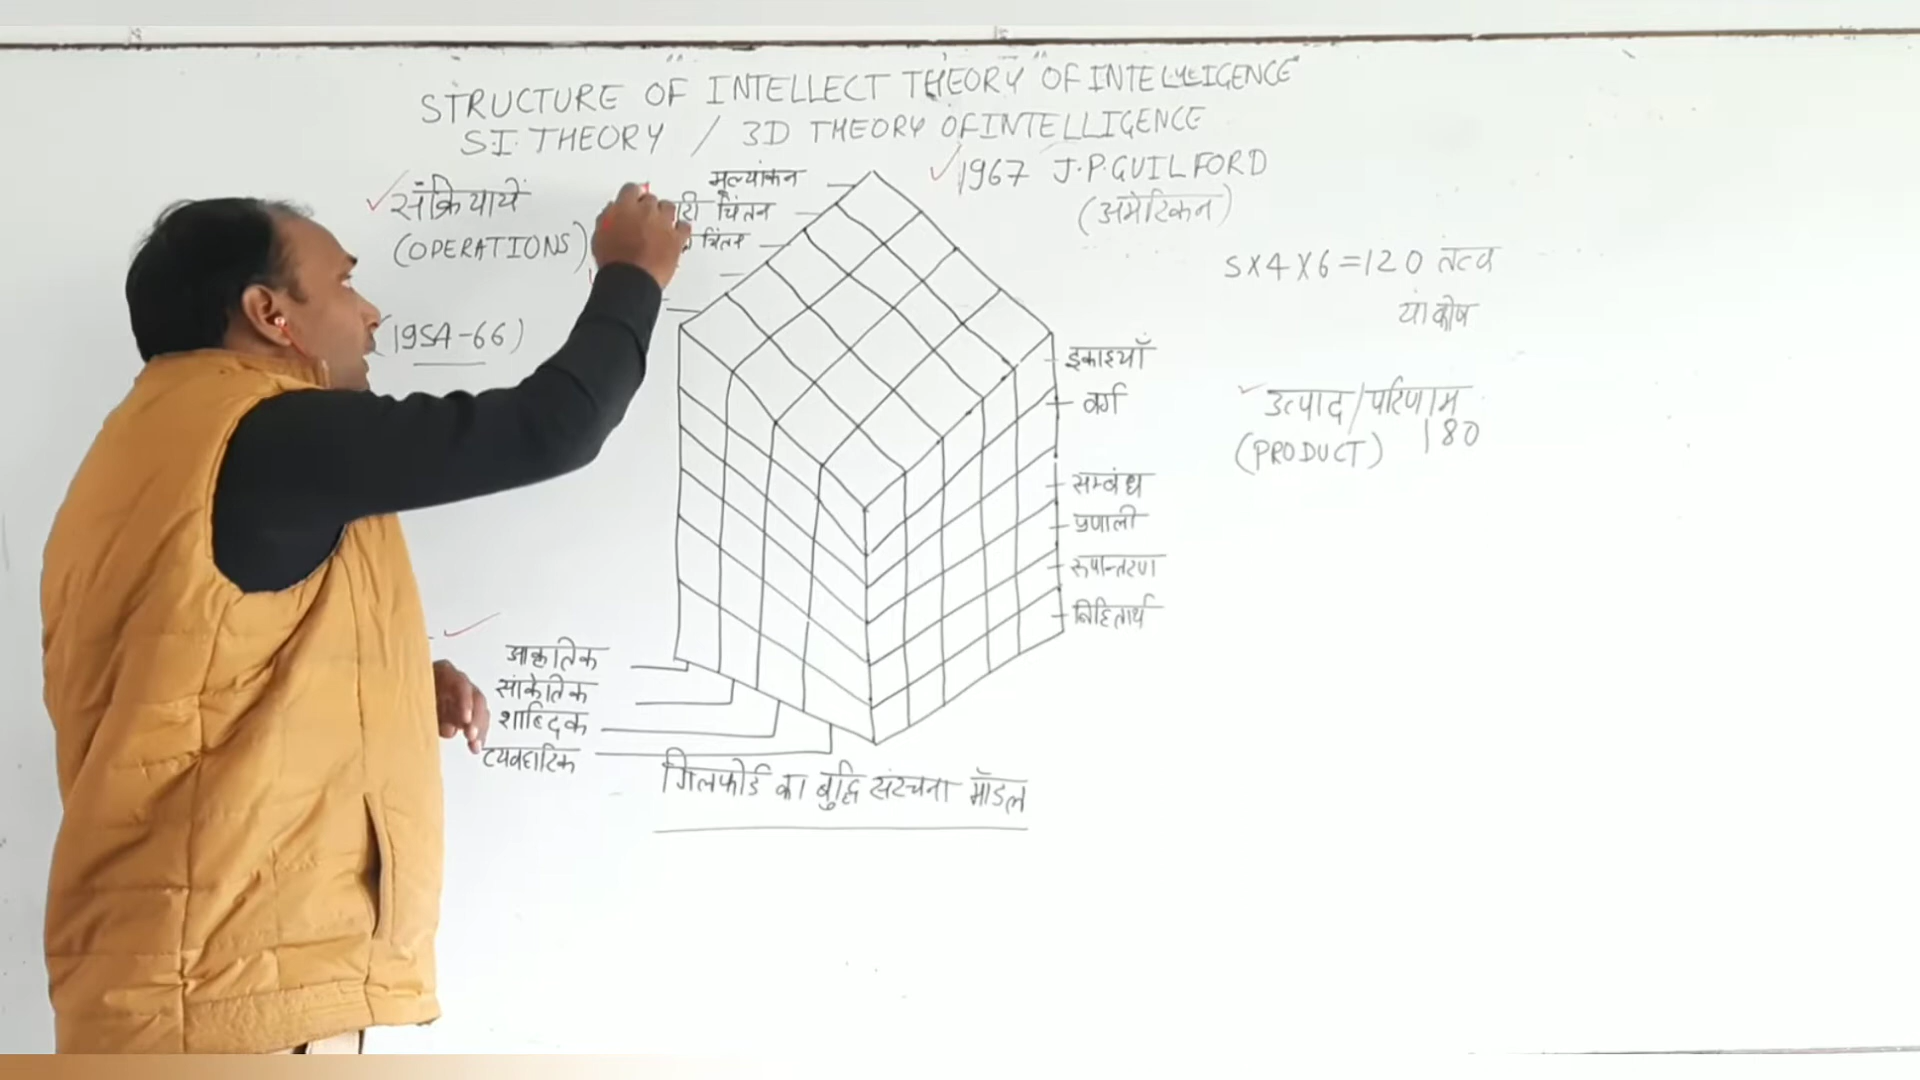 STRUCTURE OF INTELLECT THEORY OF INTELLIGENCE
S.I. THEORY / 3D THEORY OF INTELLIGENCE
1967 J.P. GUILFORD
(अमेरिकन)
संक्रियायें
(OPERATIONS)
(1954-66)
मूल्यांकन
चिंतन
चिंतन
5X4X6=120 तत्व
या कोष
इकाइयाँ
वर्ग
सम्बंध
प्रणाली
रूपान्तरण
निहितार्थ
उत्पाद/परिणाम
(PRODUCT) 180
आकृतिक
सांकेतिक
शाब्दिक
व्यवहारिक
गिलफोर्ड का बुद्धि संरचना मॉडल